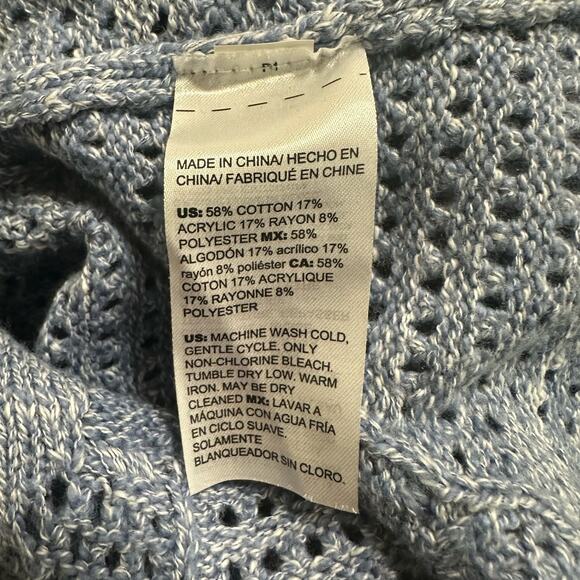 MADE IN CHINA/ HECHO EN
CHINA/ FABRIQUÉ EN CHINE
US: 58% COTTON 17%
ACRYLIC 17% RAYON 8%
POLYESTER MX: 58%
ALGODÓN 17% acrílico 17%
rayón 8% poliéster CA: 58%
COTON 17% ACRYLIQUE
17% RAYONNE 8%
POLYESTER
US: MACHINE WASH COLD,
GENTLE CYCLE. ONLY
NON-CHLORINE BLEACH.
TUMBLE DRY LOW. WARM
IRON. MAY BE DRY
CLEANED MX: LAVAR A
MÁQUINA CON AGUA FRÍA
EN CICLO SUAVE.
SOLAMENTE
BLANQUEADOR SIN CLORO.